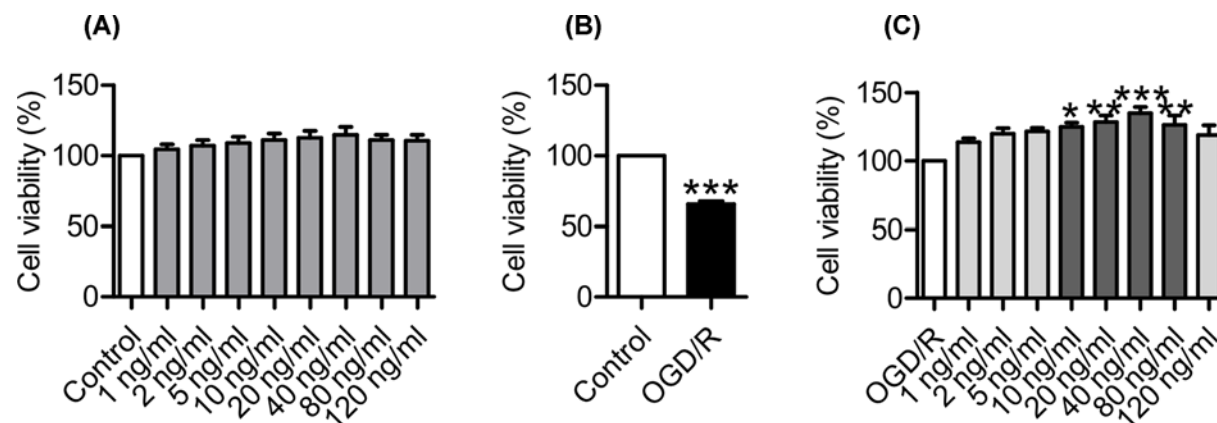 (A)
Cell viability (%)
150
100
50
0
Control
1 ng/ml
2 ng/ml
5 ng/ml
10 ng/ml
20 ng/ml
40 ng/ml
80 ng/ml
120 ng/ml
(B)
Cell viability (%)
150
100
50
0
***
Control
OGD/R
(C)
Cell viability (%)
150
100
50
0
*
**
***
**
OGD/R
1 ng/ml
2 ng/ml
5 ng/ml
10 ng/ml
20 ng/ml
40 ng/ml
80 ng/ml
120 ng/ml